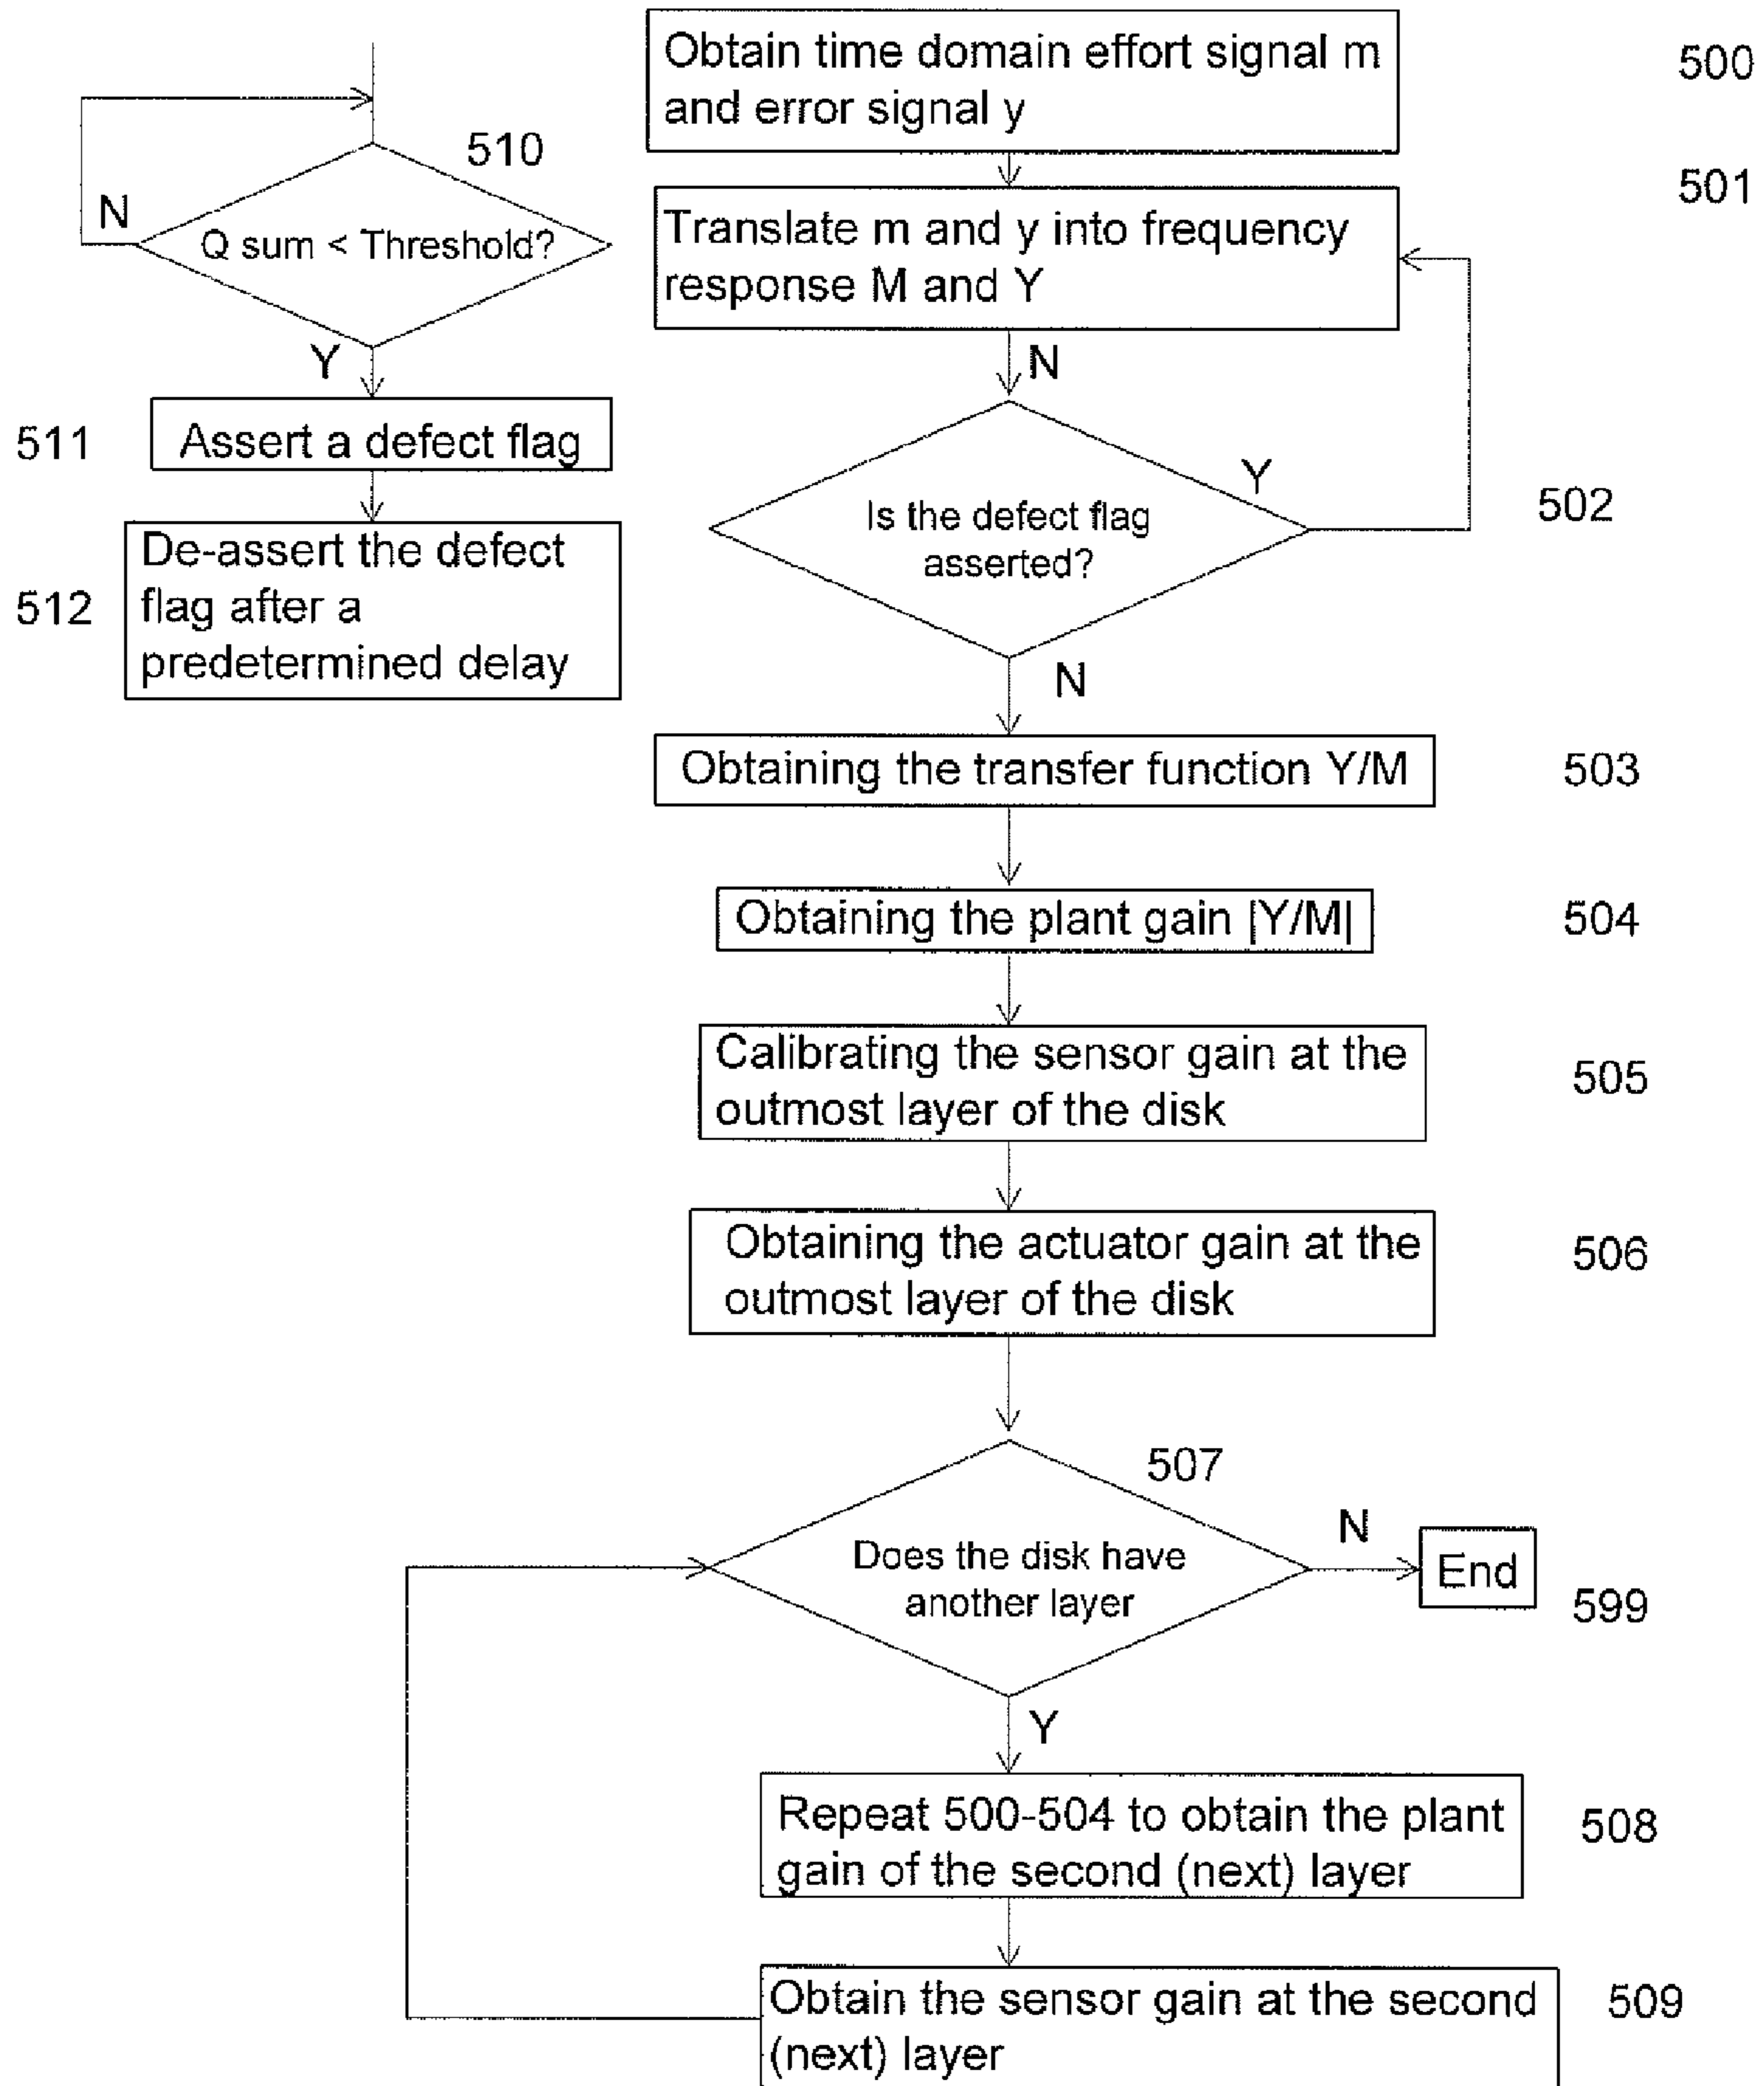 Obtain time domain effort signal m
and error signal y
500
501
510
N
Q sum < Threshold?
Y
Translate m and y into frequency
response M and Y
N
511
Assert a defect flag
512
De-assert the defect
flag after a
predetermined delay
Y
Is the defect flag
asserted?
502
N
Obtaining the transfer function Y/M
503
Obtaining the plant gain |Y/M|
504
Calibrating the sensor gain at the
outmost layer of the disk
505
Obtaining the actuator gain at the
outmost layer of the disk
506
507
Does the disk have
another layer
N
End
599
Y
Repeat 500-504 to obtain the plant
gain of the second (next) layer
508
Obtain the sensor gain at the second
(next) layer
509